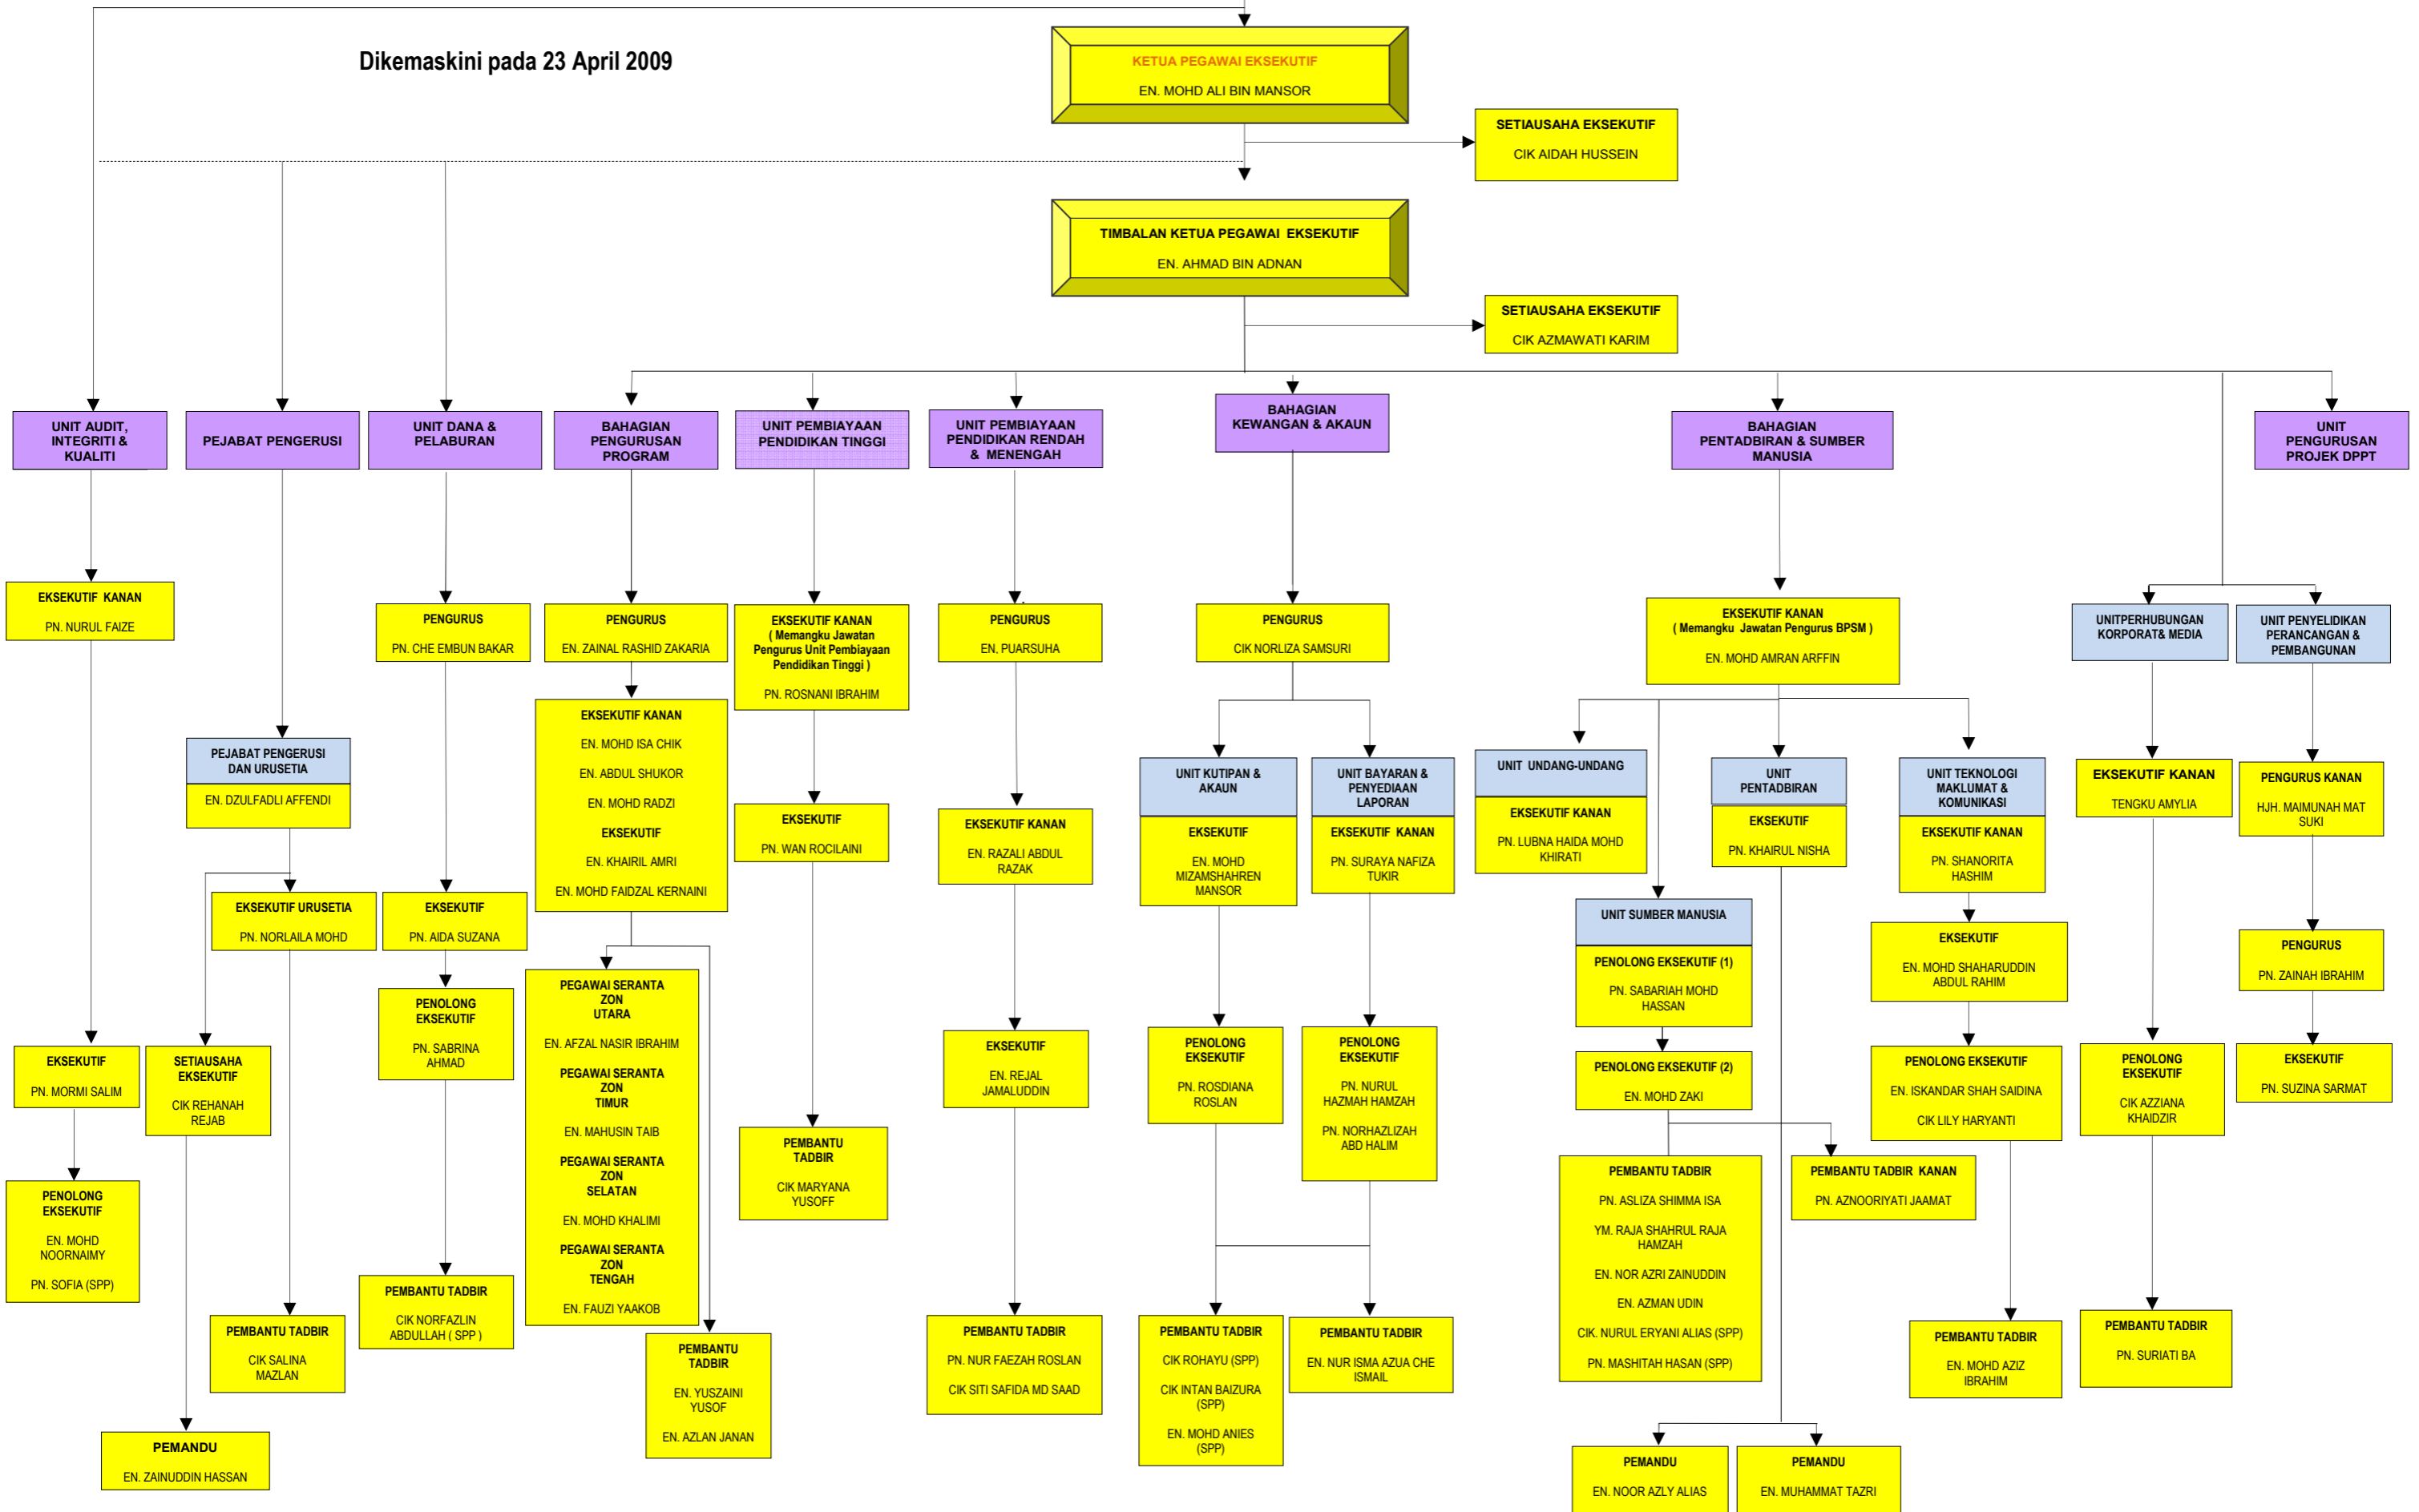 Dikemaskini pada 23 April 2009
KETUA PEGAWAI EKSEKUTIF
EN. MOHD ALI BIN MANSOR
SETIAUSAHA EKSEKUTIF
CIK AIDAH HUSSEIN
TIMBALAN KETUA PEGAWAI EKSEKUTIF
EN. AHMAD BIN ADNAN
SETIAUSAHA EKSEKUTIF
CIK AZMAWATI KARIM
UNIT AUDIT,
INTEGRITI &
KUALITI
EKSEKUTIF KANAN
PN. NURUL FAIZE
EKSEKUTIF
PN. MORMI SALIM
PENOLONG
EKSEKUTIF
EN. MOHD
NOORNAIMY
PN. SOFIA (SPP)
PEJABAT PENGERUSI
PEJABAT PENGERUSI
DAN URUSETIA
EN. DZULFADLI AFFENDI
SETIAUSAHA
EKSEKUTIF
CIK REHANAH
REJAB
PEMANDU
EN. ZAINUDDIN HASSAN
EKSEKUTIF URUSETIA
PN. NORLAILA MOHD
PEMBANTU TADBIR
CIK SALINA
MAZLAN
UNIT DANA &
PELABURAN
PENGURUS
PN. CHE EMBUN BAKAR
EKSEKUTIF
PN. AIDA SUZANA
PENOLONG
EKSEKUTIF
PN. SABRINA
AHMAD
PEMBANTU TADBIR
CIK NORFAZLIN
ABDULLAH ( SPP )
BAHAGIAN
PENGURUSAN
PROGRAM
PENGURUS
EN. ZAINAL RASHID ZAKARIA
EKSEKUTIF KANAN
EN. MOHD ISA CHIK
EN. ABDUL SHUKOR
EN. MOHD RADZI
EKSEKUTIF
EN. KHAIRIL AMRI
EN. MOHD FAIDZAL KERNAINI
PEGAWAI SERANTA
ZON
UTARA
EN. AFZAL NASIR IBRAHIM
PEGAWAI SERANTA
ZON
TIMUR
EN. MAHUSIN TAIB
PEGAWAI SERANTA
ZON
SELATAN
EN. MOHD KHALIMI
PEGAWAI SERANTA
ZON
TENGAH
EN. FAUZI YAAKOB
PEMBANTU
TADBIR
EN. YUSZAINI
YUSOF
EN. AZLAN JANAN
UNIT PEMBIAYAAN
PENDIDIKAN TINGGI
EKSEKUTIF KANAN
( Memangku Jawatan
Pengurus Unit Pembiayaan
Pendidikan Tinggi )
PN. ROSNANI IBRAHIM
EKSEKUTIF
PN. WAN ROCILAINI
PEMBANTU
TADBIR
CIK MARYANA
YUSOFF
UNIT PEMBIAYAAN
PENDIDIKAN RENDAH
& MENENGAH
PENGURUS
EN, PUARSUHA
EKSEKUTIF KANAN
EN. RAZALI ABDUL
RAZAK
EKSEKUTIF
EN. REJAL
JAMALUDDIN
PEMBANTU TADBIR
PN. NUR FAEZAH ROSLAN
CIK SITI SAFIDA MD SAAD
BAHAGIAN
KEWANGAN & AKAUN
PENGURUS
CIK NORLIZA SAMSURI
UNIT KUTIPAN &
AKAUN
EKSEKUTIF
EN. MOHD
MIZAMSHAHREN
MANSOR
PENOLONG
EKSEKUTIF
PN. ROSDIANA
ROSLAN
PEMBANTU TADBIR
CIK ROHAYU (SPP)
CIK INTAN BAIZURA
(SPP)
EN. MOHD ANIES
(SPP)
UNIT BAYARAN &
PENYEDIAAN
LAPORAN
EKSEKUTIF KANAN
PN. SURAYA NAFIZA
TUKIR
PENOLONG
EKSEKUTIF
PN. NURUL
HAZMAH HAMZAH
PN. NORHAZLIZAH
ABD HALIM
PEMBANTU TADBIR
EN. NUR ISMA AZUA CHE
ISMAIL
BAHAGIAN
PENTADBIRAN & SUMBER
MANUSIA
EKSEKUTIF KANAN
( Memangku Jawatan Pengurus BPSM )
EN. MOHD AMRAN ARFFIN
UNIT UNDANG-UNDANG
EKSEKUTIF KANAN
PN. LUBNA HAIDA MOHD
KHIRATI
UNIT SUMBER MANUSIA
PENOLONG EKSEKUTIF (1)
PN. SABARIAH MOHD
HASSAN
PENOLONG EKSEKUTIF (2)
EN. MOHD ZAKI
PEMBANTU TADBIR
PN. ASLIZA SHIMMA ISA
YM. RAJA SHAHRUL RAJA
HAMZAH
EN. NOR AZRI ZAINUDDIN
EN. AZMAN UDIN
CIK. NURUL ERYANI ALIAS (SPP)
PN. MASHITAH HASAN (SPP)
PEMBANTU TADBIR KANAN
PN. AZNOORIYATI JAAMAT
UNIT
PENTADBIRAN
EKSEKUTIF
PN. KHAIRUL NISHA
PEMANDU
EN. NOOR AZLY ALIAS
PEMANDU
EN. MUHAMMAT TAZRI
UNIT TEKNOLOGI
MAKLUMAT &
KOMUNIKASI
EKSEKUTIF KANAN
PN. SHANORITA
HASHIM
EKSEKUTIF
EN. MOHD SHAHARUDDIN
ABDUL RAHIM
PENOLONG EKSEKUTIF
EN. ISKANDAR SHAH SAIDINA
CIK LILY HARYANTI
PEMBANTU TADBIR
EN. MOHD AZIZ
IBRAHIM
UNITPERHUBUNGAN
KORPORAT& MEDIA
EKSEKUTIF KANAN
TENGKU AMYLIA
PENOLONG
EKSEKUTIF
CIK AZZIANA
KHAIDZIR
PEMBANTU TADBIR
PN. SURIATI BA
UNIT PENYELIDIKAN
PERANCANGAN &
PEMBANGUNAN
PENGURUS KANAN
HJH. MAIMUNAH MAT
SUKI
PENGURUS
PN. ZAINAH IBRAHIM
EKSEKUTIF
PN. SUZINA SARMAT
UNIT
PENGURUSAN
PROJEK DPPT